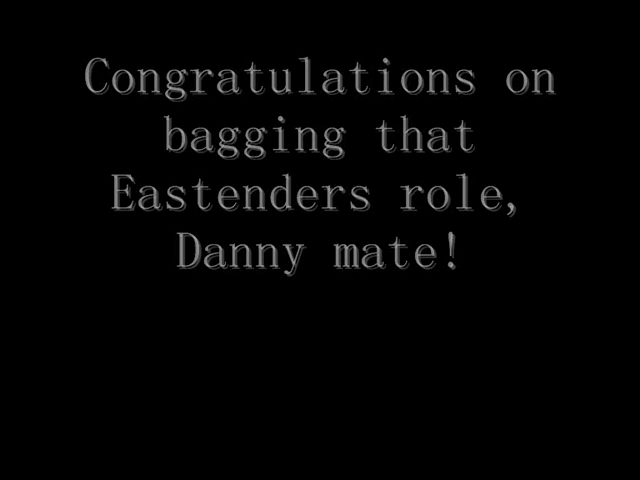 Congratulations on
bagging that
Eastenders role,
Danny mate!